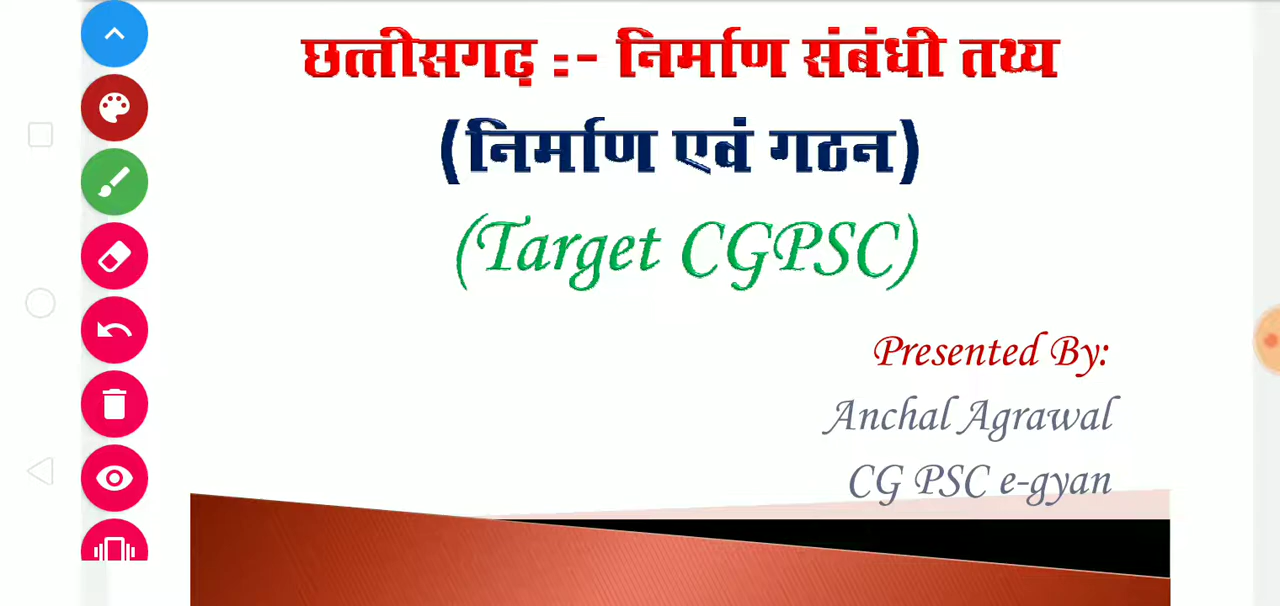 छत्तीसगढ़ :- निर्माण संबंधी तथ्य
(निर्माण एवं गठन)
(Target CGPSC)
Presented By:
Anchal Agrawal
CG PSC e-gyan